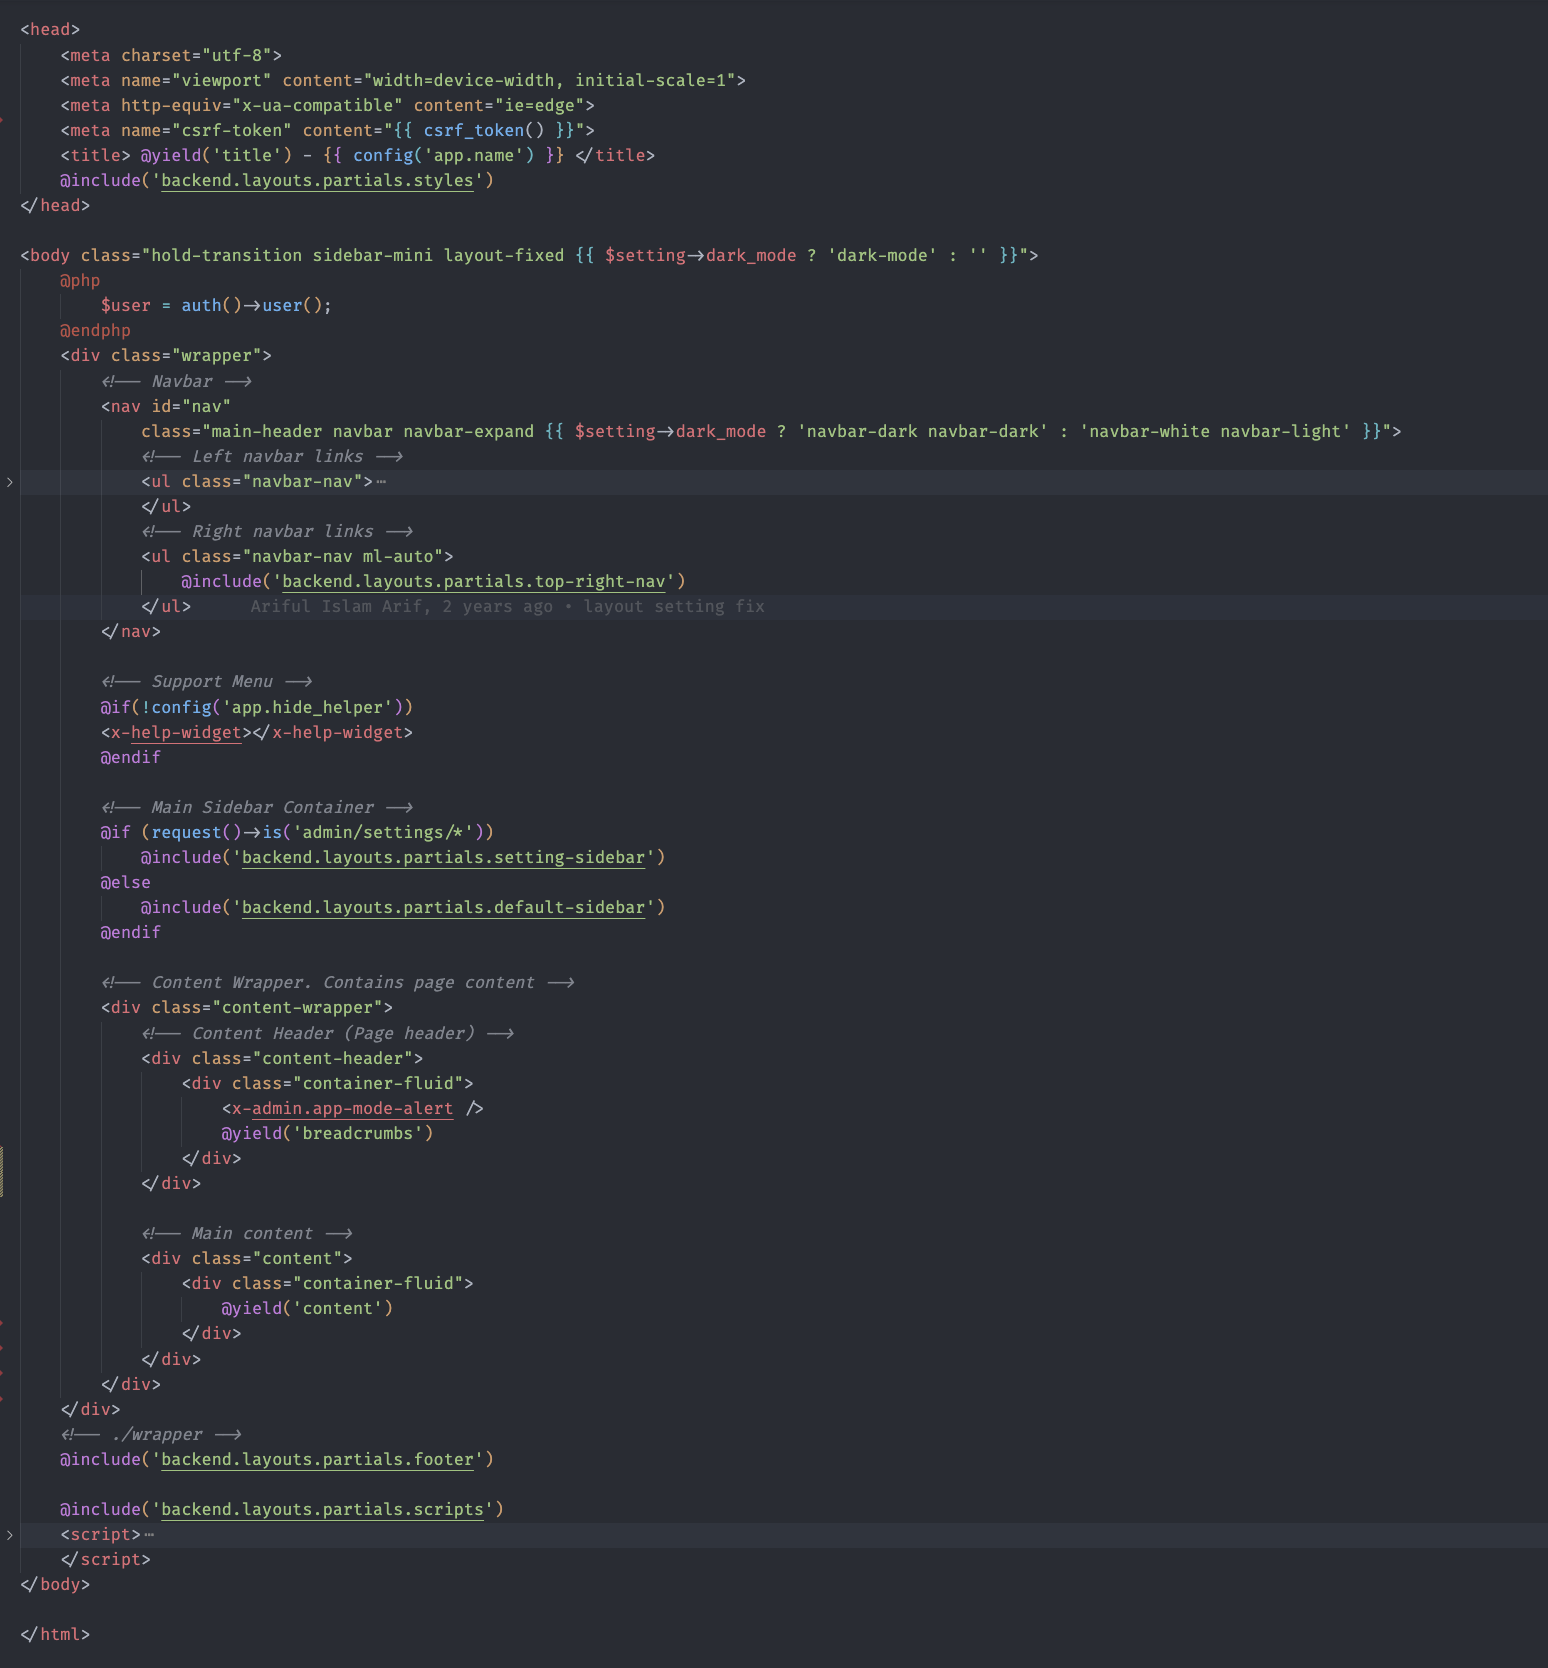 <head>
<meta charset="utf-8">
<meta name="viewport" content="width=device-width, initial-scale=1">
<meta http-equiv="x-ua-compatible" content="ie=edge">
<meta name="csrf-token" content="{{ csrf_token() }}">
<title> @yield('title') - {{ config('app.name') }} </title>
@include('backend.layouts.partials.styles')
</head>
<body class="hold-transition sidebar-mini layout-fixed {{ $setting->dark_mode ? 'dark-mode' : '' }}">
@php
$user = auth()->user();
@endphp
<div class="wrapper">
<!-- Navbar -->
<nav id="nav"
class="main-header navbar navbar-expand {{ $setting->dark_mode ? 'navbar-dark navbar-dark' : 'navbar-white navbar-light' }}">
<!-- Left navbar links -->
<ul class="navbar-nav">⋯
</ul>
<!-- Right navbar links -->
<ul class="navbar-nav ml-auto">
@include('backend.layouts.partials.top-right-nav')
</ul> Ariful Islam Arif, 2 years ago • layout setting fix
</nav>
<!-- Support Menu -->
@if(!config('app.hide_helper'))
<x-help-widget></x-help-widget>
@endif
<!-- Main Sidebar Container -->
@if (request()->is('admin/settings/*'))
@include('backend.layouts.partials.setting-sidebar')
@else
@include('backend.layouts.partials.default-sidebar')
@endif
<!-- Content Wrapper. Contains page content -->
<div class="content-wrapper">
<!-- Content Header (Page header) -->
<div class="content-header">
<div class="container-fluid">
<x-admin.app-mode-alert />
@yield('breadcrumbs')
</div>
</div>
<!-- Main content -->
<div class="content">
<div class="container-fluid">
@yield('content')
</div>
</div>
</div>
</div>
<!-- ./wrapper -->
@include('backend.layouts.partials.footer')
@include('backend.layouts.partials.scripts')
<script>⋯
</script>
</body>
</html>